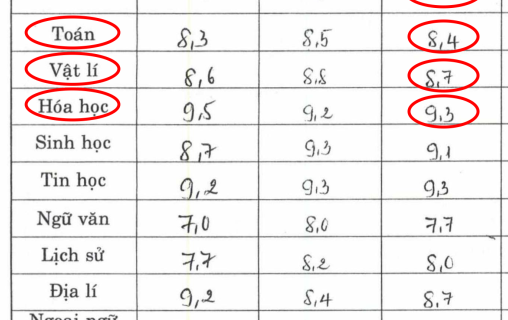 Toán 8,3 8,5 8,4
Vật lí 8,6 8,8 8,7
Hóa học 9,5 9,2 9,3
Sinh học 8,7 9,3 9,1
Tin học 9,2 9,3 9,3
Ngữ văn 7,0 8,0 7,7
Lịch sử 7,7 8,2 8,0
Địa lí 9,2 8,4 8,7
Ngoại ngữ